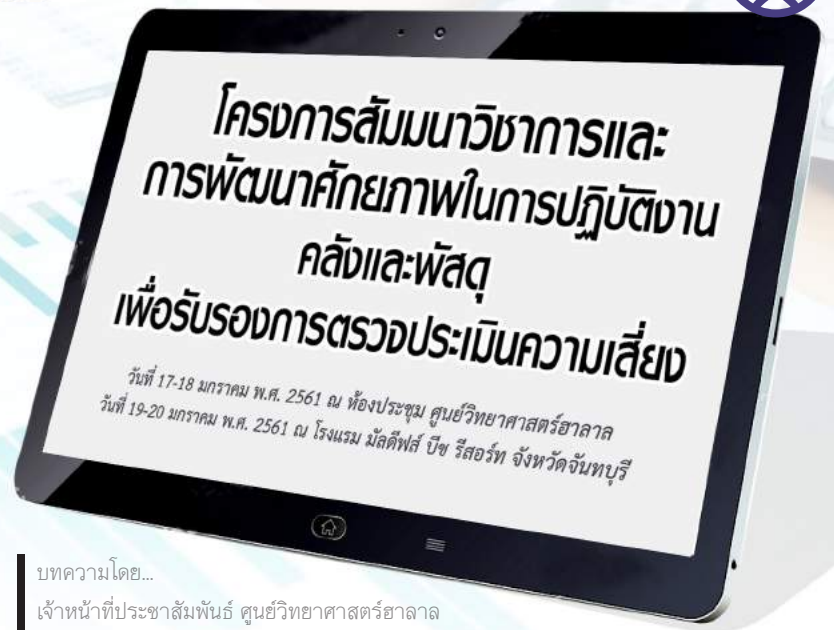 โครงการสัมมนาวิชาการและ
การพัฒนาศักยภาพในการปฏิบัติงาน
คลังและพัสดุ
เพื่อรับรองการตรวจประเมินความเสี่ยง
วันที่ 17-18 มกราคม พ.ศ. 2561 ณ ห้องประชุม ศูนย์วิทยาศาสตร์ฮาลาล
วันที่ 19-20 มกราคม พ.ศ. 2561 ณ โรงแรม มัลดีฟส์ บีช รีสอร์ท จังหวัดจันทบุรี
บทความโดย...
เจ้าหน้าที่ประชาสัมพันธ์ ศูนย์วิทยาศาสตร์ฮาลาล